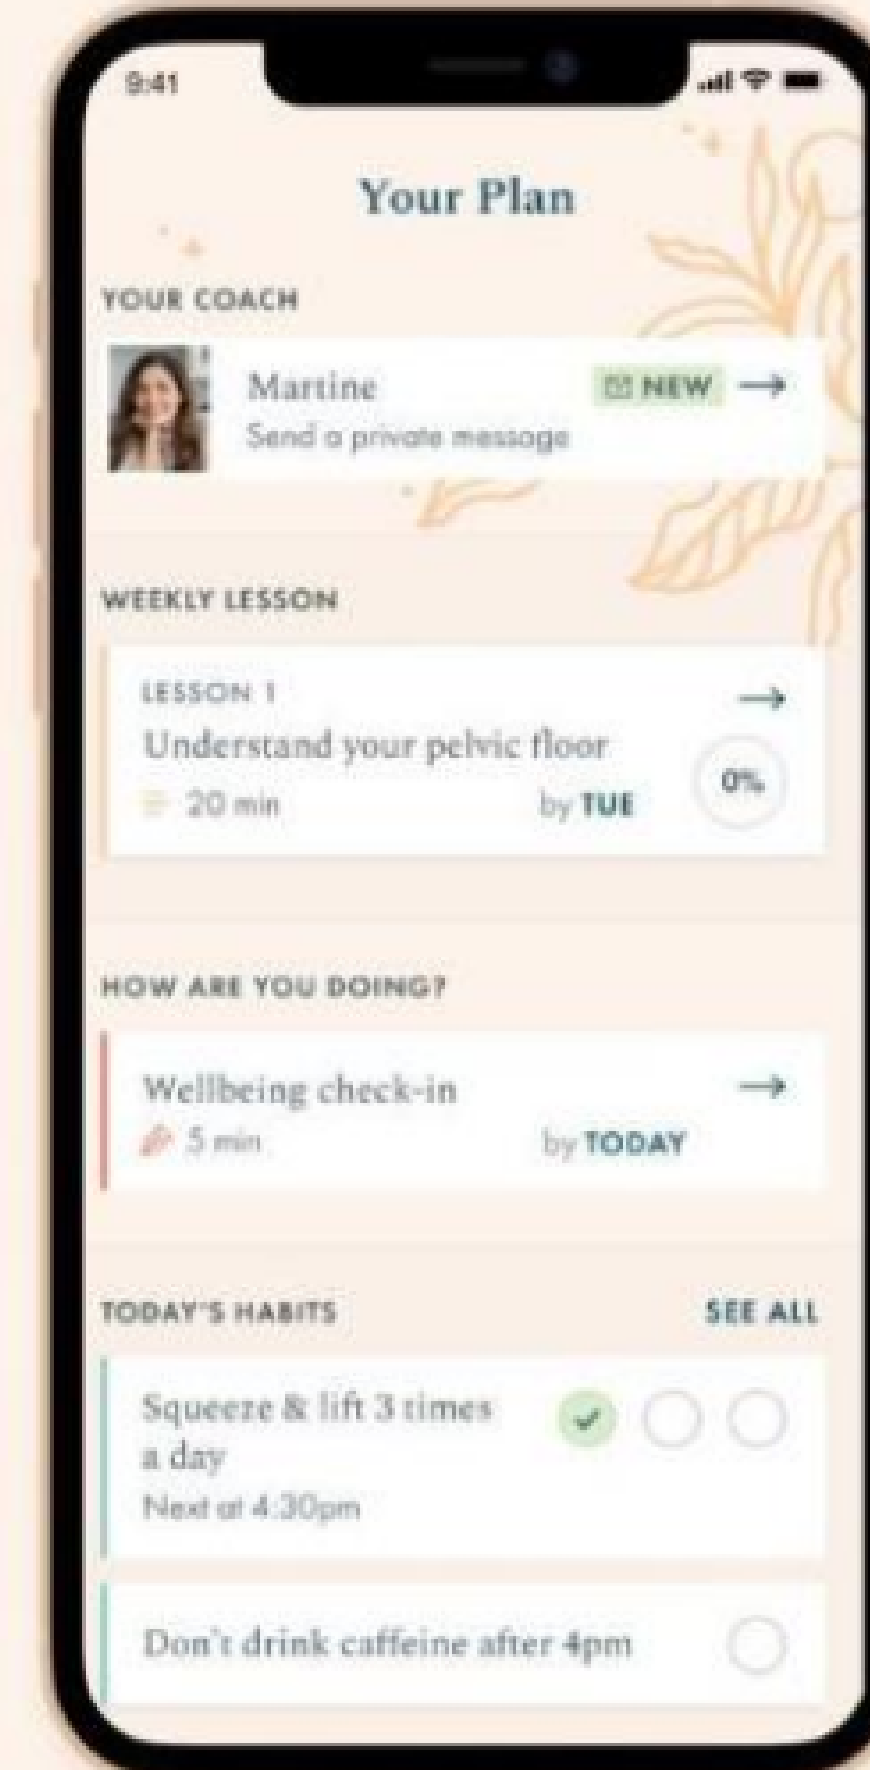 9:41
Your Plan
YOUR COACH
Martine
NEW
Send a private message
WEEKLY LESSON
LESSON 1
Understand your pelvic floor
20 min
by TUE
0%
HOW ARE YOU DOING?
Wellbeing check-in
5 min
by TODAY
TODAY'S HABITS
SEE ALL
Squeeze & lift 3 times
a day
Next at 4:30pm
Don't drink caffeine after 4pm